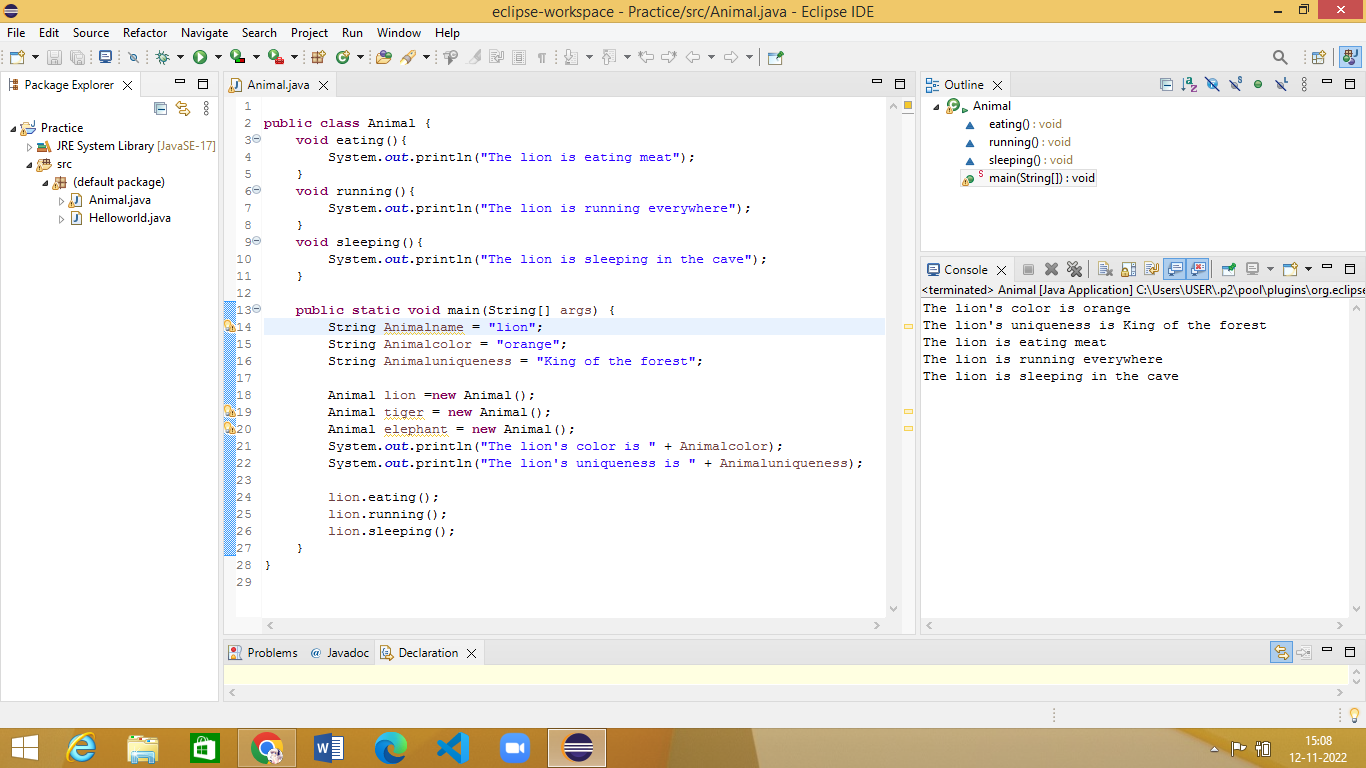 eclipse-workspace - Practice/src/Animal.java - Eclipse IDE
File Edit Source Refactor Navigate Search Project Run Window Help
Package Explorer
Practice
JRE System Library [JavaSE-17]
src
(default package)
Animal.java
Helloworld.java
Animal.java
1
2 public class Animal {
3 void eating(){
4 System.out.println("The lion is eating meat");
5 }
6 void running(){
7 System.out.println("The lion is running everywhere");
8 }
9 void sleeping(){
10 System.out.println("The lion is sleeping in the cave");
11 }
12
13 public static void main(String[] args) {
14 String Animalname = "lion";
15 String Animalcolor = "orange";
16 String Animaluniqueness = "King of the forest";
17
18 Animal lion =new Animal();
19 Animal tiger = new Animal();
20 Animal elephant = new Animal();
21 System.out.println("The lion's color is " + Animalcolor);
22 System.out.println("The lion's uniqueness is " + Animaluniqueness);
23
24 lion.eating();
25 lion.running();
26 lion.sleeping();
27 }
28 }
29
Outline
Animal
eating() : void
running() : void
sleeping() : void
main(String[]) : void
Console
<terminated> Animal [Java Application] C:\Users\USER\.p2\pool\plugins\org.eclipse
The lion's color is orange
The lion's uniqueness is King of the forest
The lion is eating meat
The lion is running everywhere
The lion is sleeping in the cave
Problems @ Javadoc Declaration
15:08
12-11-2022